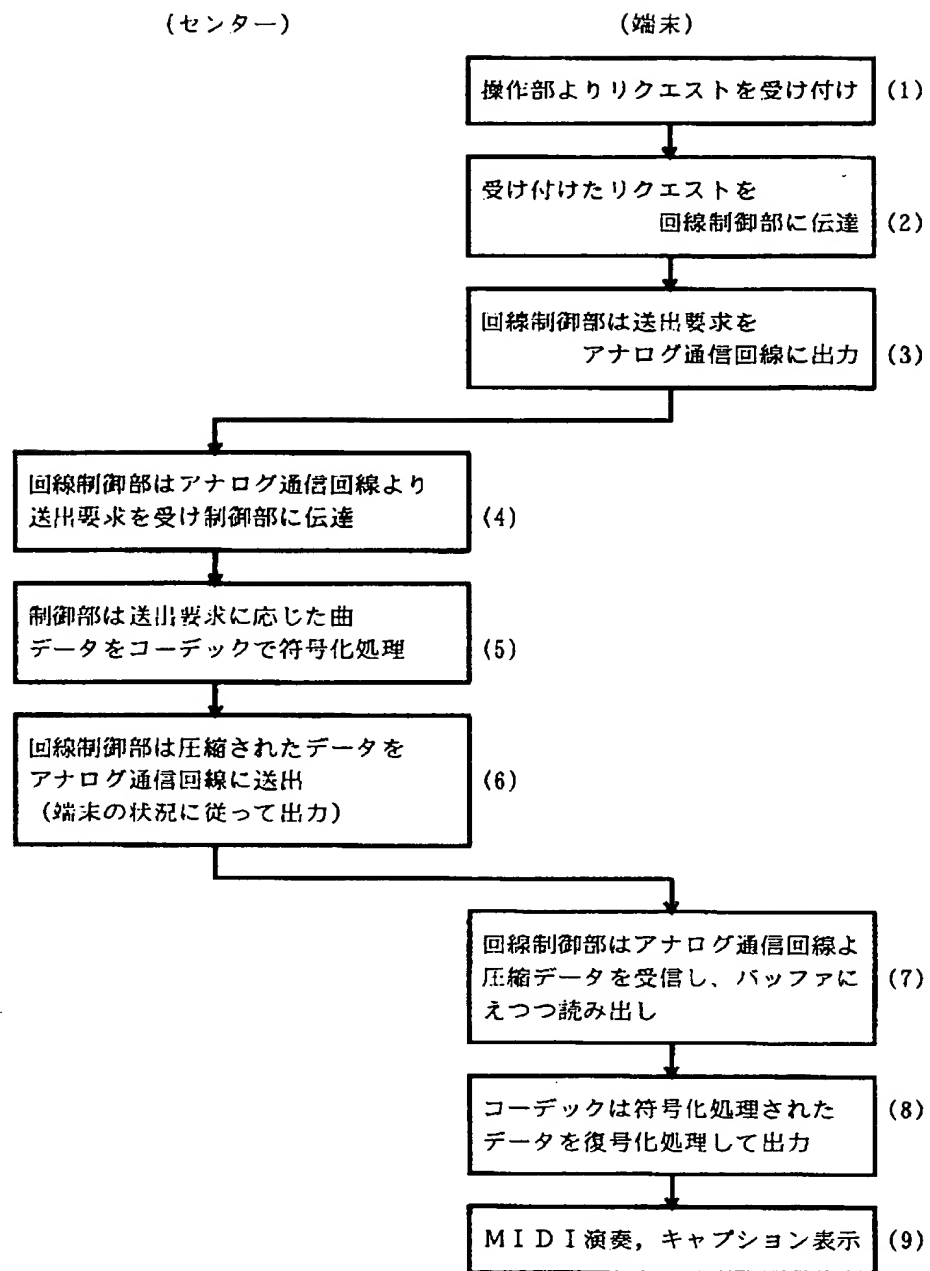 (センター)
(端末)
操作部よりリクエストを受け付け
(1)
受け付けたリクエストを
回線制御部に伝達
(2)
回線制御部は送出要求を
アナログ通信回線に出力
(3)
回線制御部はアナログ通信回線より
送出要求を受け制御部に伝達
(4)
制御部は送出要求に応じた曲
データをコーデックで符号化処理
(5)
回線制御部は圧縮されたデータを
アナログ通信回線に送出
(端末の状況に従って出力)
(6)
回線制御部はアナログ通信回線よ
圧縮データを受信し、バッファに
えつつ読み出し
(7)
コーデックは符号化処理された
データを復号化処理して出力
(8)
MIDI演奏，キャプション表示
(9)